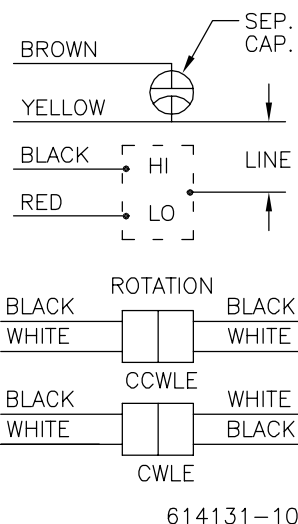 SEP.
CAP.
BROWN
YELLOW
BLACK
HI
LINE
RED
LO
ROTATION
BLACK BLACK
WHITE WHITE
CCWLE
BLACK WHITE
WHITE BLACK
CWLE
614131-10